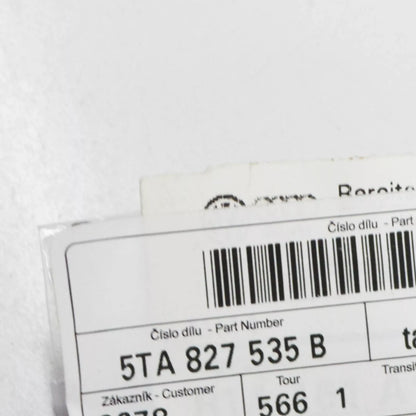 Číslo dílu - Part
Číslo dílu - Part Number
5TA 827 535 B
Zákazník - Customer
Tour
566 1